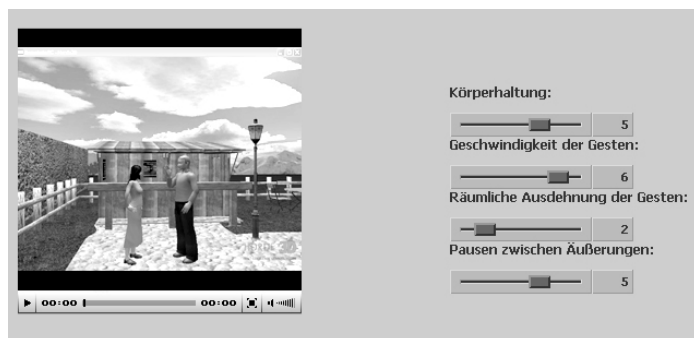 Körperhaltung:
5
Geschwindigkeit der Gesten:
6
Räumliche Ausdehnung der Gesten:
2
Pausen zwischen Äußerungen:
5
00:00 00:00